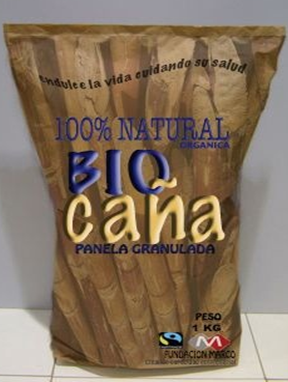 endulce la vida cuidando su salud
100% NATURAL
ORGANICA
BIO
caña
PANELA GRANULADA
PESO
1 KG
FUNDACION MARCO